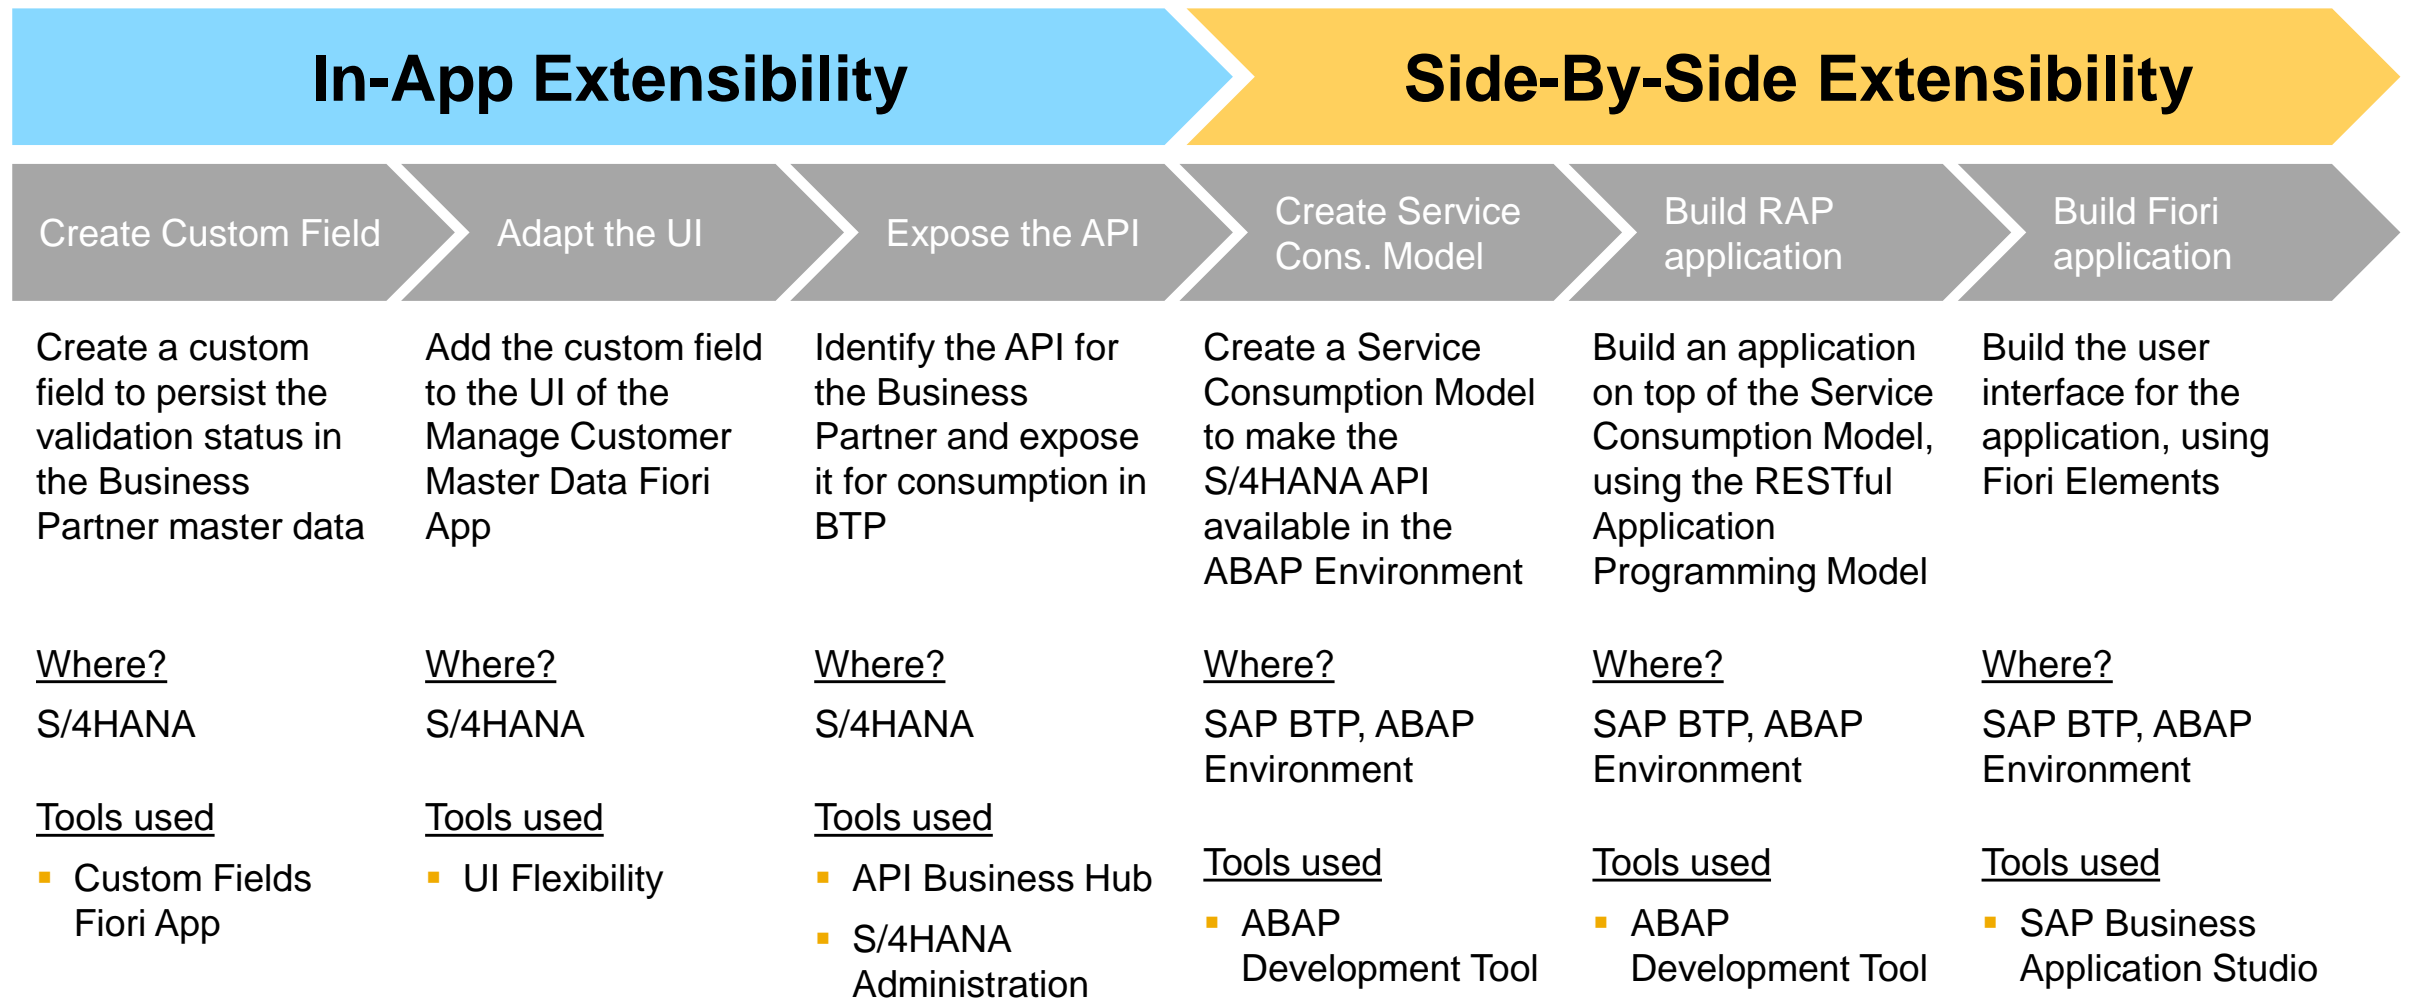 In-App Extensibility
Side-By-Side Extensibility
Create Custom Field
Adapt the UI
Expose the API
Create Service
Cons. Model
Build RAP
application
Build Fiori
application
Create a custom
field to persist the
validation status in
the Business
Partner master data
Where?
S/4HANA
Tools used
▪ Custom Fields
Fiori App
Add the custom field
to the UI of the
Manage Customer
Master Data Fiori
App
Where?
S/4HANA
Tools used
▪ UI Flexibility
Identify the API for
the Business
Partner and expose
it for consumption in
BTP
Where?
S/4HANA
Tools used
▪ API Business Hub
▪ S/4HANA
Administration
Create a Service
Consumption Model
to make the
S/4HANA API
available in the
ABAP Environment
Where?
SAP BTP, ABAP
Environment
Tools used
▪ ABAP
Development Tool
Build an application
on top of the Service
Consumption Model,
using the RESTful
Application
Programming Model
Where?
SAP BTP, ABAP
Environment
Tools used
▪ ABAP
Development Tool
Build the user
interface for the
application, using
Fiori Elements
Where?
SAP BTP, ABAP
Environment
Tools used
▪ SAP Business
Application Studio